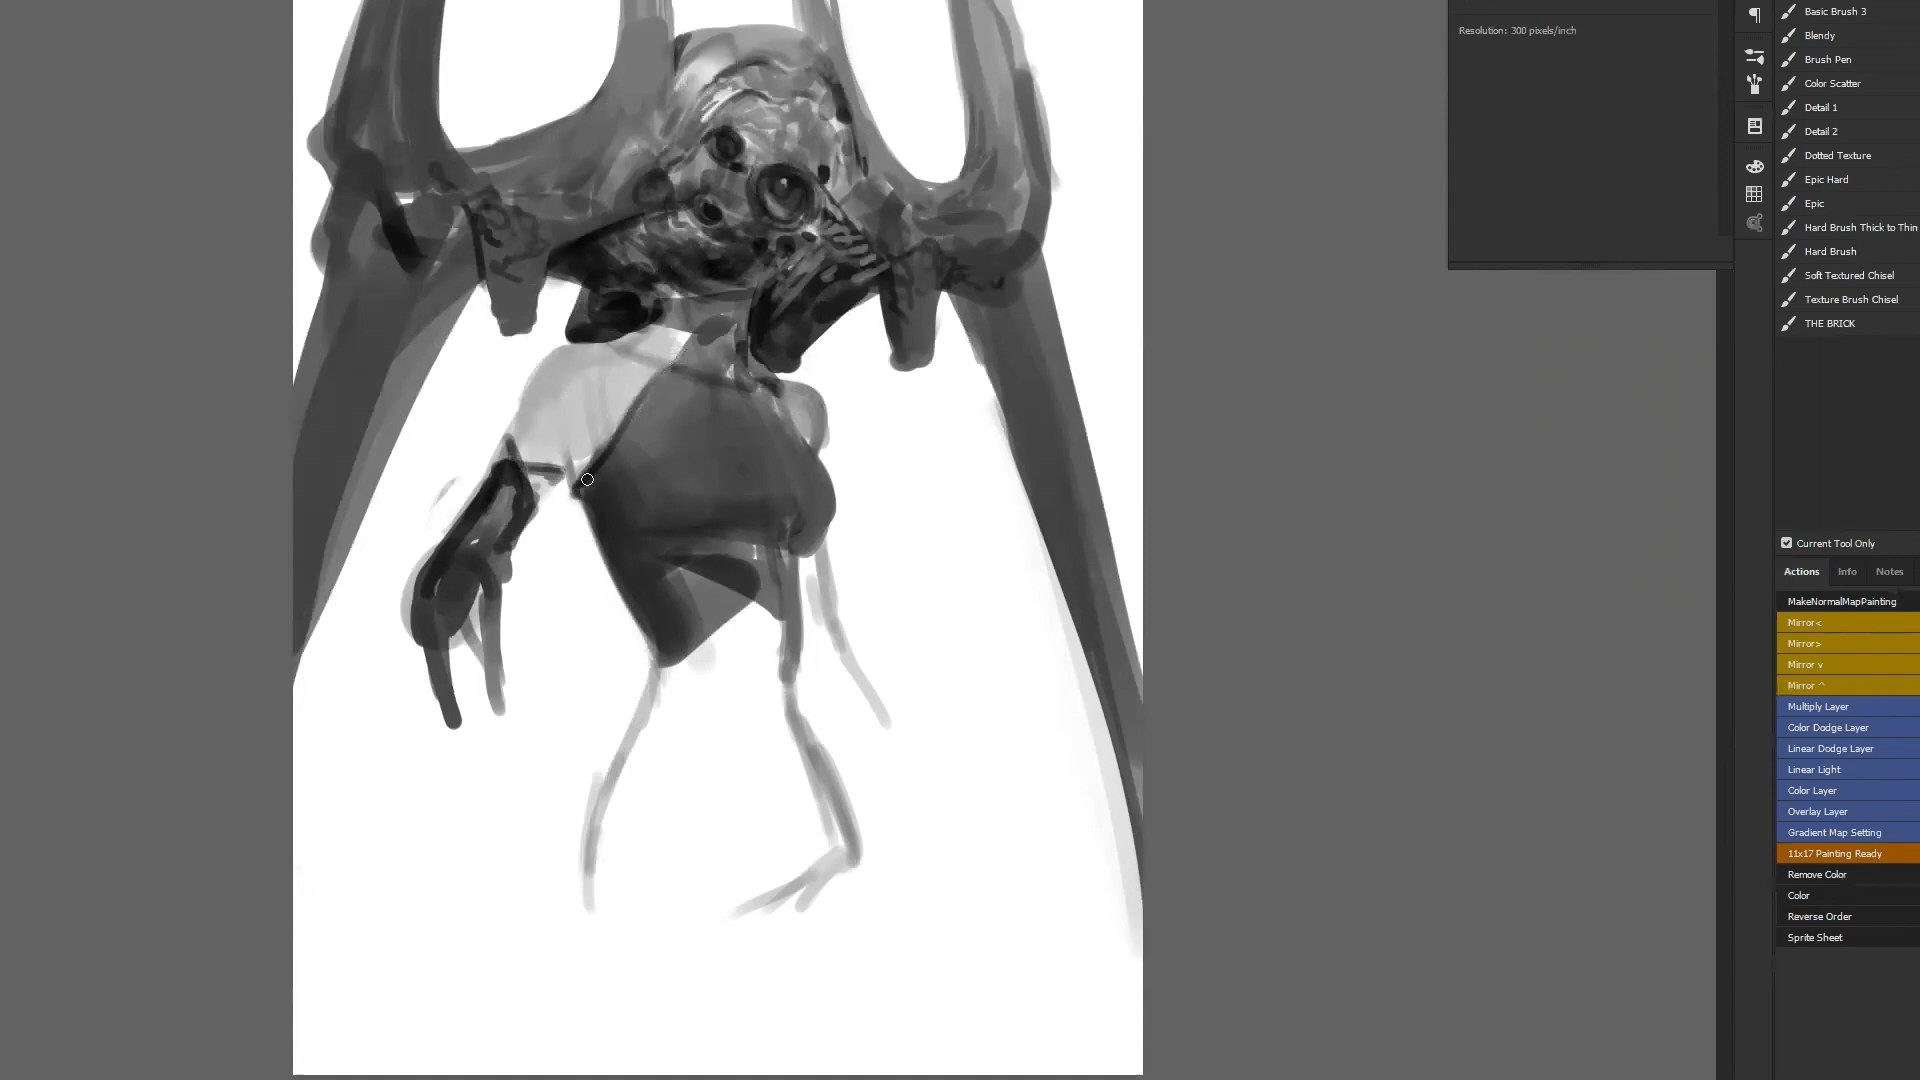 Basic Brush 3
Resolution: 300 pixels/inch
Blendy
Brush Pen
Color Scatter
Detail 1
Detail 2
Dotted Texture
Epic Hard
Epic
Hard Brush Thick to Thin
Hard Brush
Soft Textured Chisel
Texture Brush Chisel
THE BRICK
Current Tool Only
Actions Info Notes
MakeNormalMapPainting
Mirror<
Mirror>
Mirror v
Mirror ^
Multiply Layer
Color Dodge Layer
Linear Dodge Layer
Linear Light
Color Layer
Overlay Layer
Gradient Map Setting
11x17 Painting Ready
Remove Color
Color
Reverse Order
Sprite Sheet